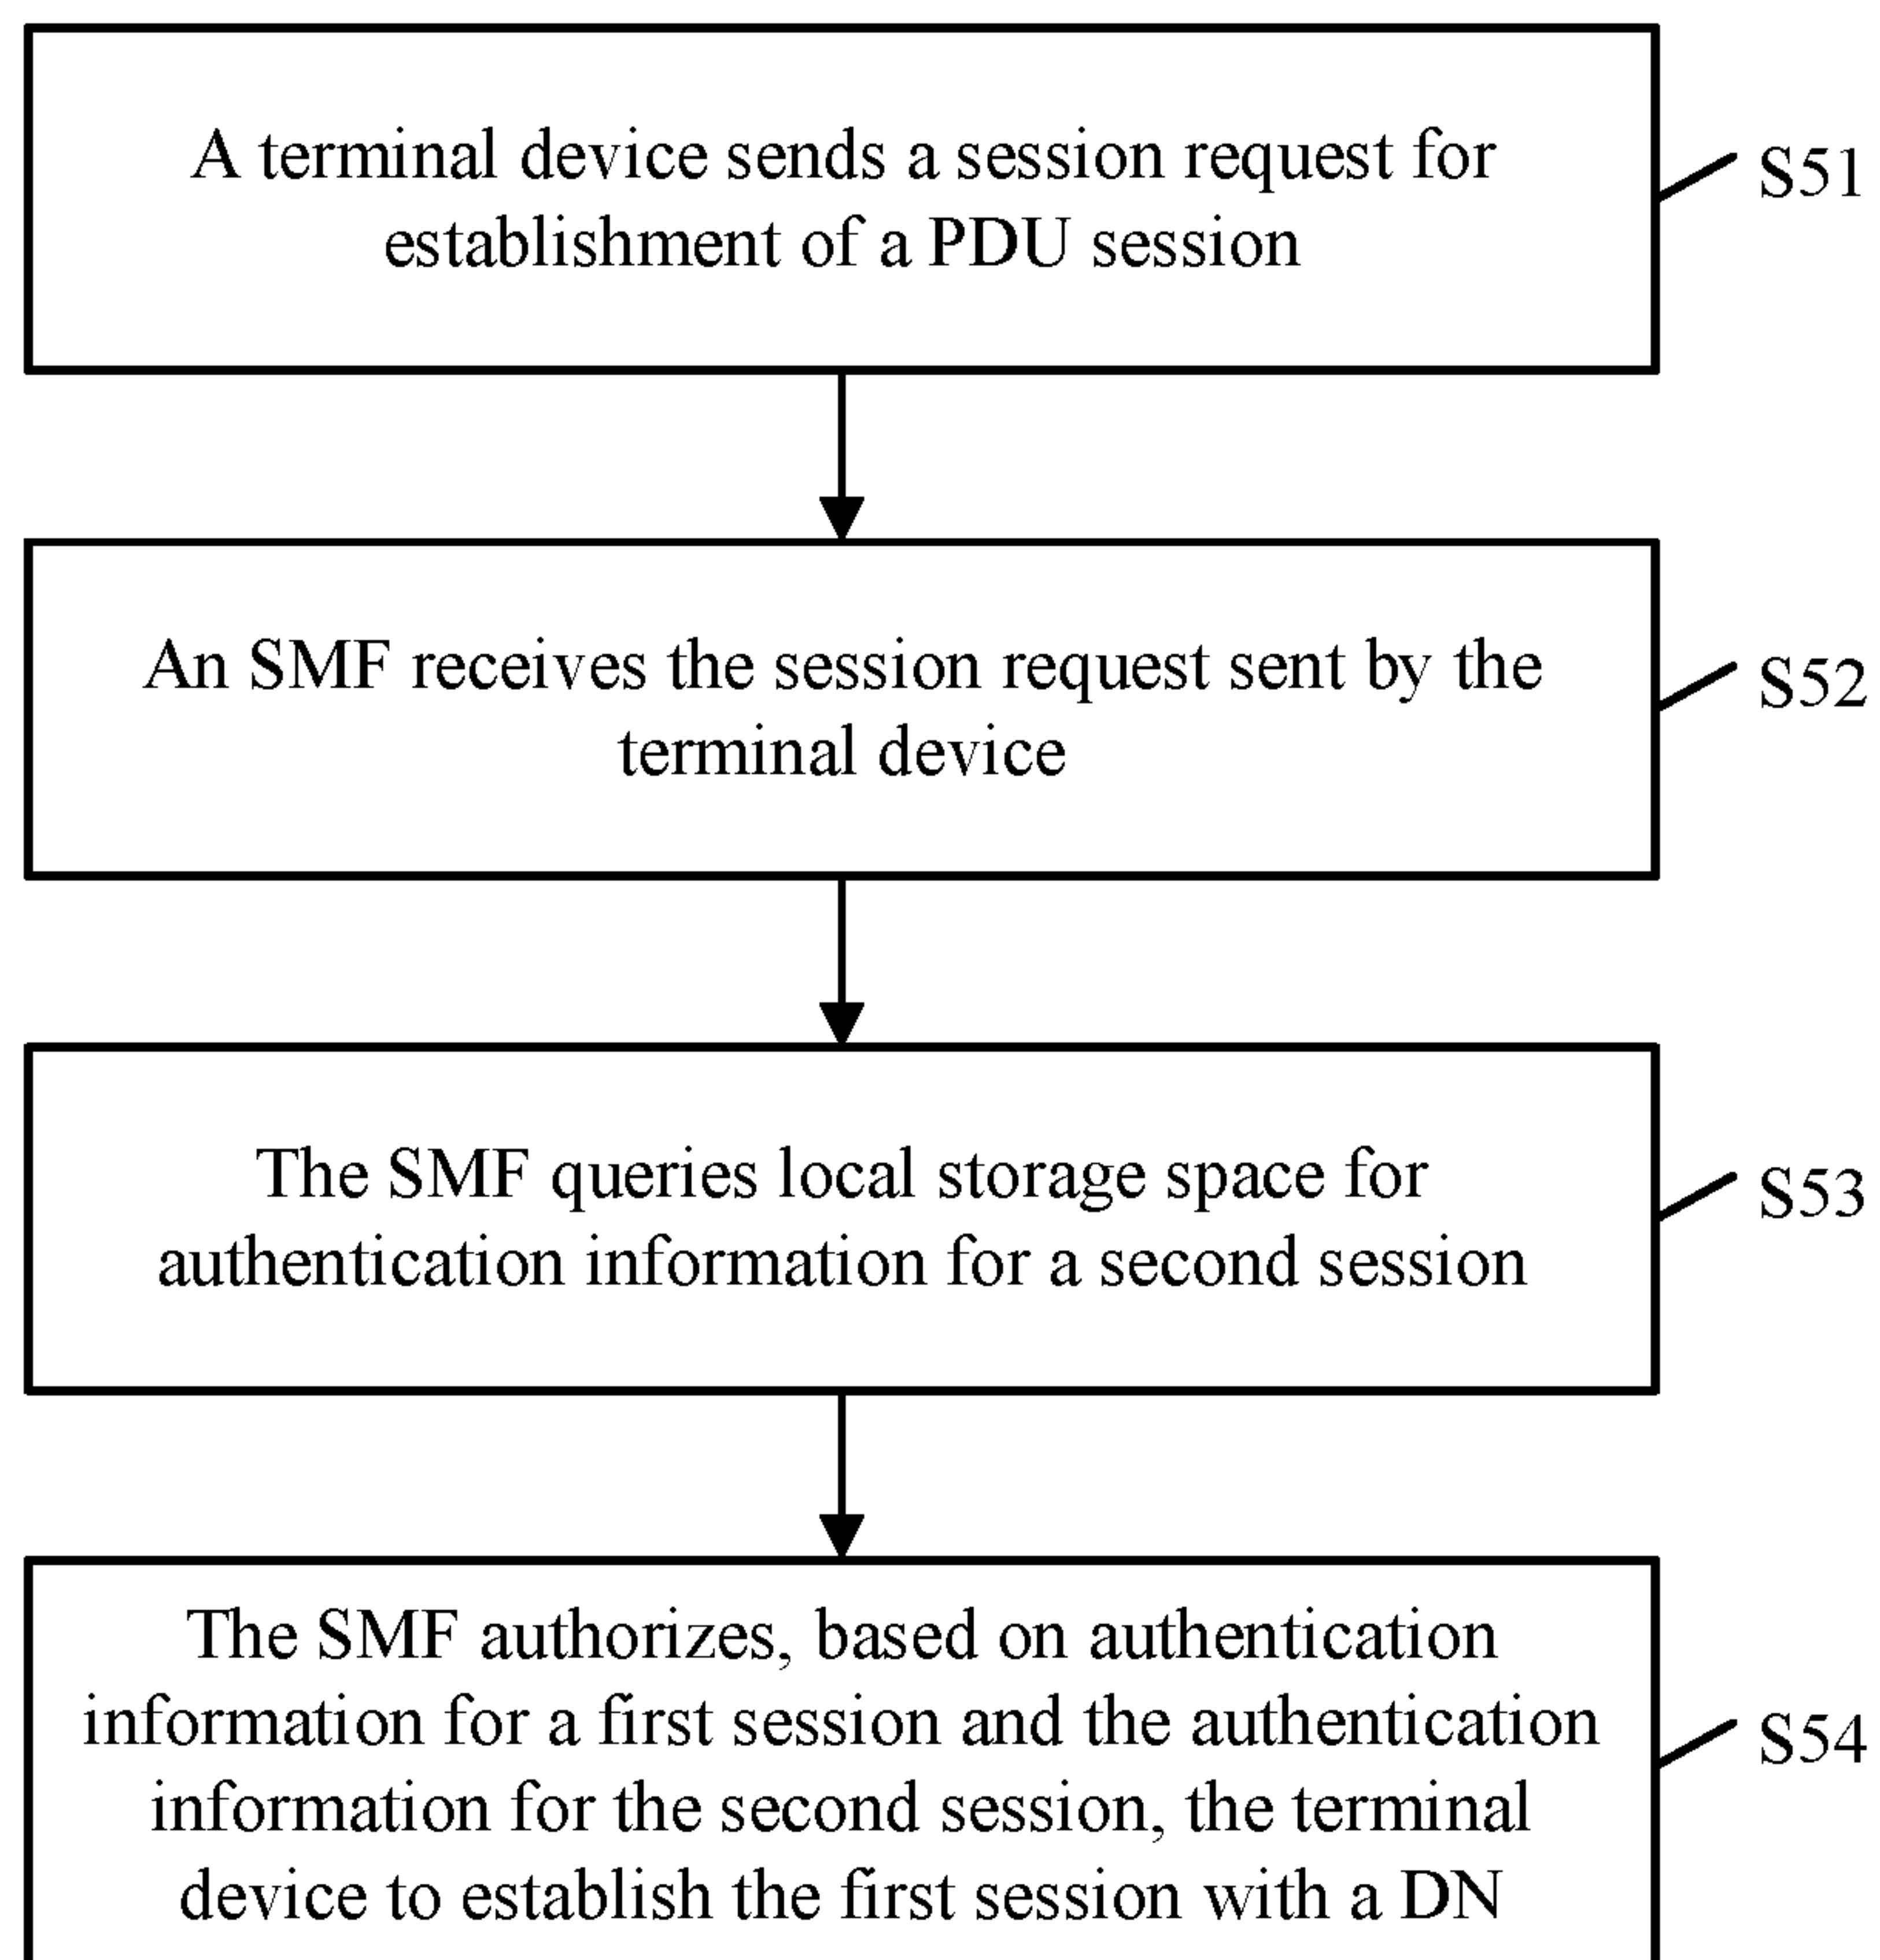 A terminal device sends a session request for
establishment of a PDU session
S51
An SMF receives the session request sent by the
terminal device
S52
The SMF queries local storage space for
authentication information for a second session
S53
The SMF authorizes, based on authentication
information for a first session and the authentication
information for the second session, the terminal
device to establish the first session with a DN
S54